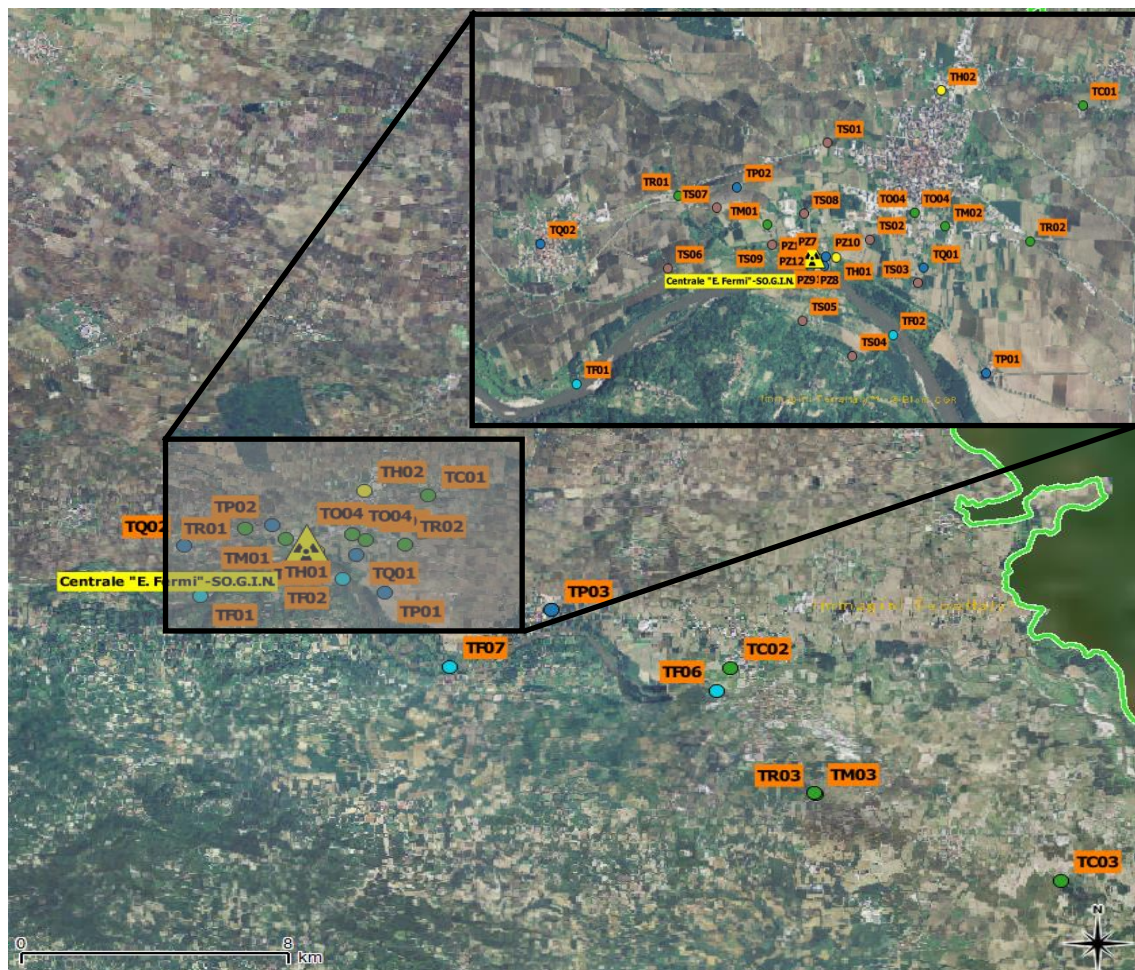 TH02
TC01
TS01
TR01
TS07
TP02
TM01
TS08
TO04
TO04
TM02
TR02
TQ02
TS06
TS09
PZ7
PZ10
TS02
PZ12
TQ01
TS03
Centrale "E. Fermi"-SO.G.I.N.
PZ8
TH01
TS05
TF02
TS04
TF01
TP01
TH02
TC01
TP02
TO04
TO04
TQ02
TR01
TR02
TM01
TH01
TQ01
Centrale "E. Fermi"-SO.G.I.N.
TF02
TF01
TP01
TP03
TF07
TC02
TF06
TR03
TM03
TC03
N
0
8
km